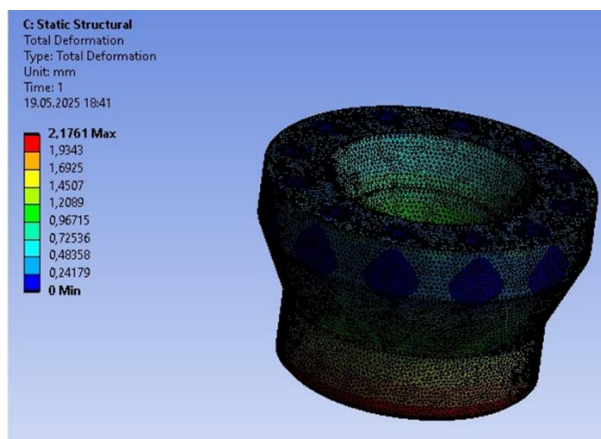 C: Static Structural
Total Deformation
Type: Total Deformation
Unit: mm
Time: 1
19.05.2025 18:41
2,1761 Max
1,9343
1,6925
1,4507
1,2089
0,96715
0,72536
0,48358
0,24179
0 Min